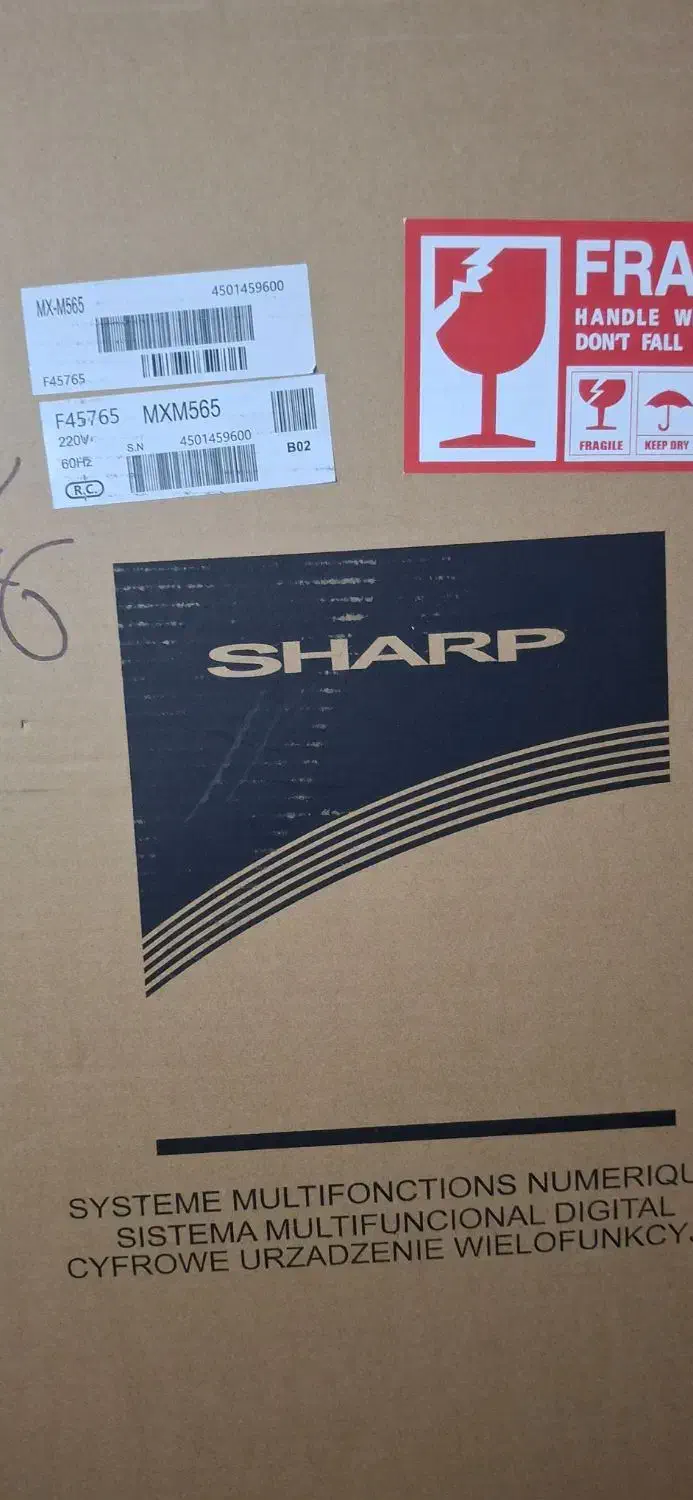 MX-M565
4501459600
F45765
F45765 MXM565
220V
60HZ
S.N 4501459600
B02
R.C.
FRA
HANDLE W
DON'T FALL
FRAGILE
KEEP DRY
SHARP
SYSTEME MULTIFONCTIONS NUMERIQU
SISTEMA MULTIFUNCIONAL DIGITAL
CYFROWE URZADZENIE WIELOFUNKCYJ